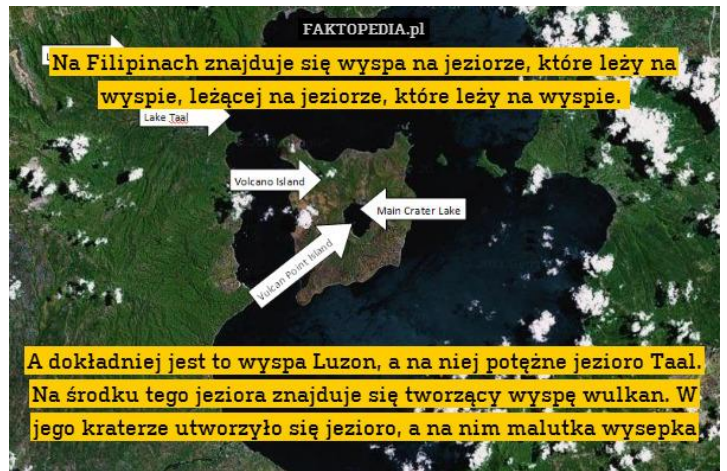 FAKTOPEDIA.pl
Na Filipinach znajduje się wyspa na jeziorze, które leży na
wyspie, leżącej na jeziorze, które leży na wyspie.
Lake Taal
Volcano Island
Main Crater Lake
Vulcan Point Island
A dokładniej jest to wyspa Luzon, a na niej potężne jezioro Taal.
Na środku tego jeziora znajduje się tworzący wyspę wulkan. W
jego kraterze utworzyło się jezioro, a na nim malutka wysepka